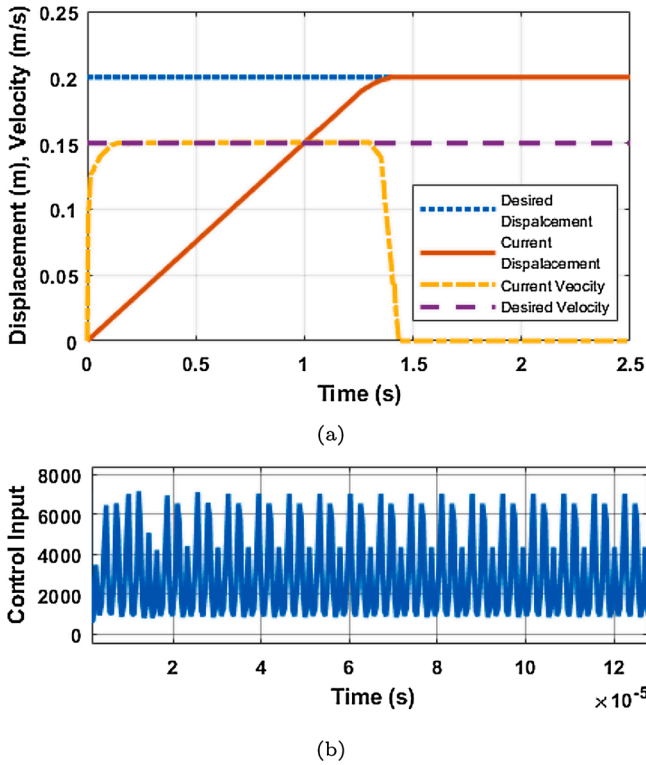 0.25
0.2
0.15
0.1
0.05
0
Displacement (m), Velocity (m/s)
Desired
Dispalcement
Current
Dispalacement
Current Veocity
Desired Velocity
0 0.5 1 1.5 2 2.5
Time (s)
(a)
8000
6000
4000
2000
0
Control Input
2 4 6 8 10 12
Time (s)
×10-5
(b)